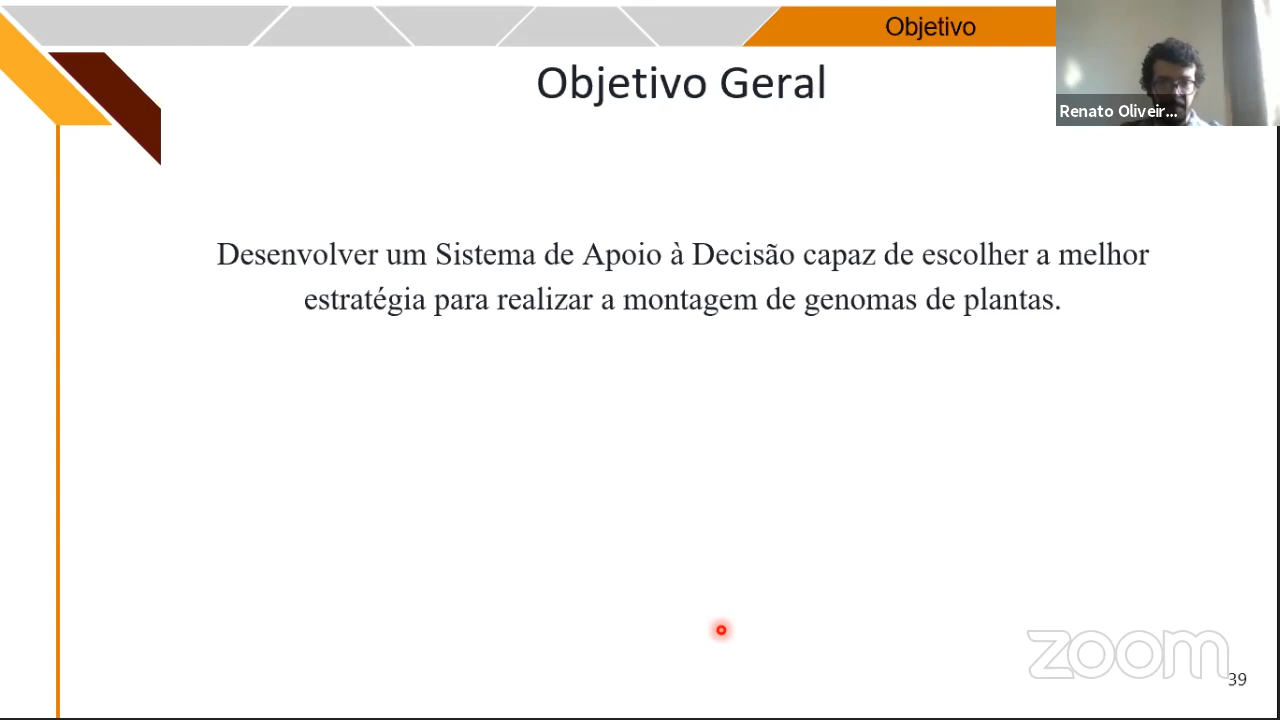 Objetivo
Objetivo Geral
Renato Oliveir...
Desenvolver um Sistema de Apoio à Decisão capaz de escolher a melhor
estratégia para realizar a montagem de genomas de plantas.
zoom
39